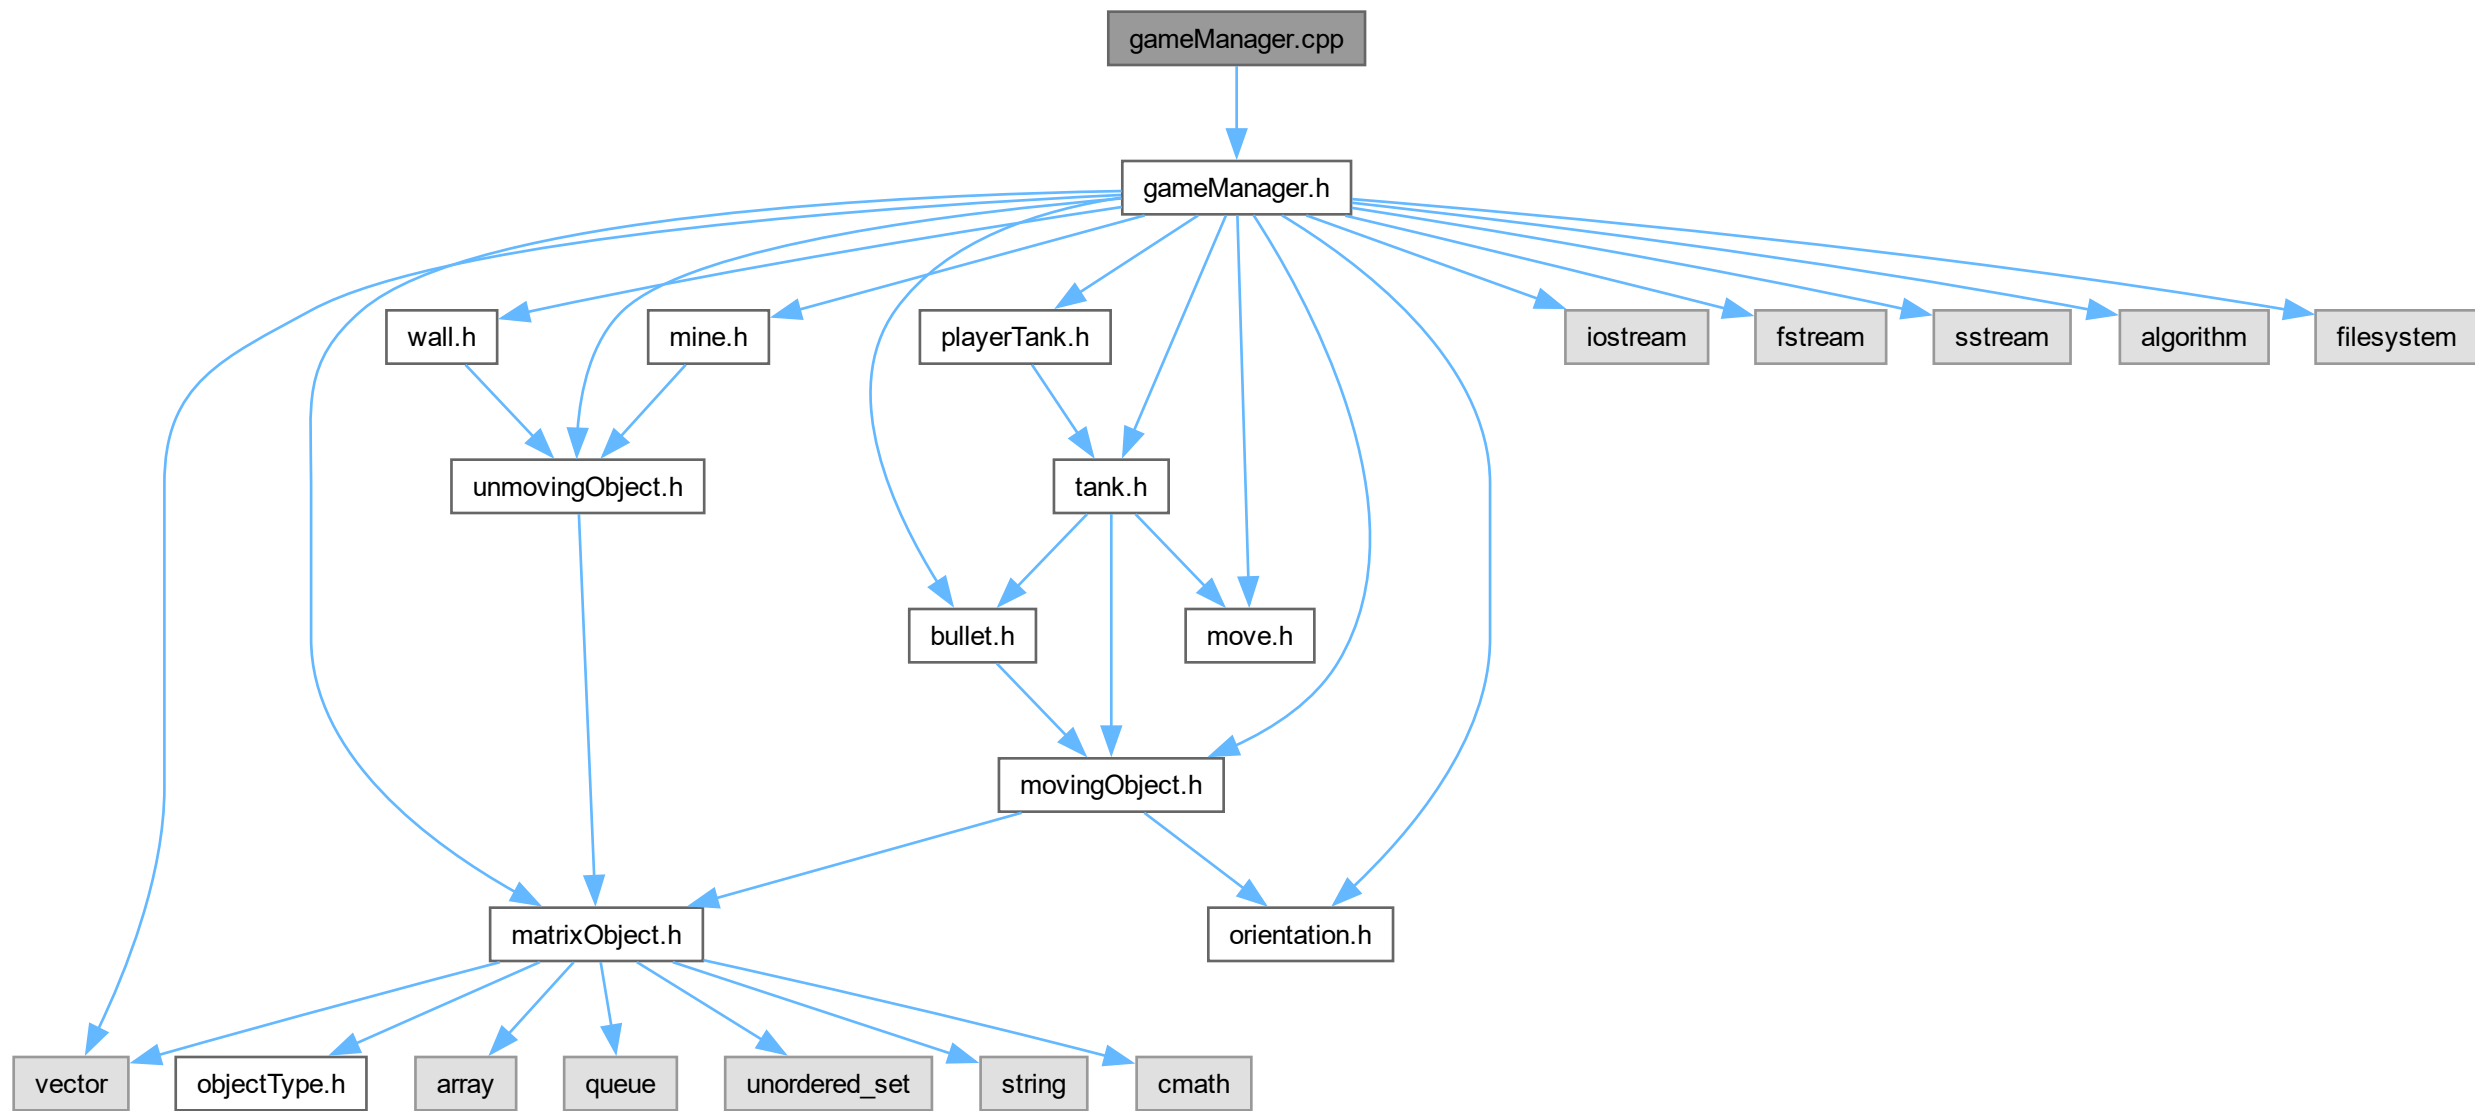 gameManager.cpp
gameManager.h
wall.h
mine.h
playerTank.h
iostream
fstream
sstream
algorithm
filesystem
unmovingObject.h
tank.h
bullet.h
move.h
movingObject.h
matrixObject.h
orientation.h
vector
objectType.h
array
queue
unordered_set
string
cmath